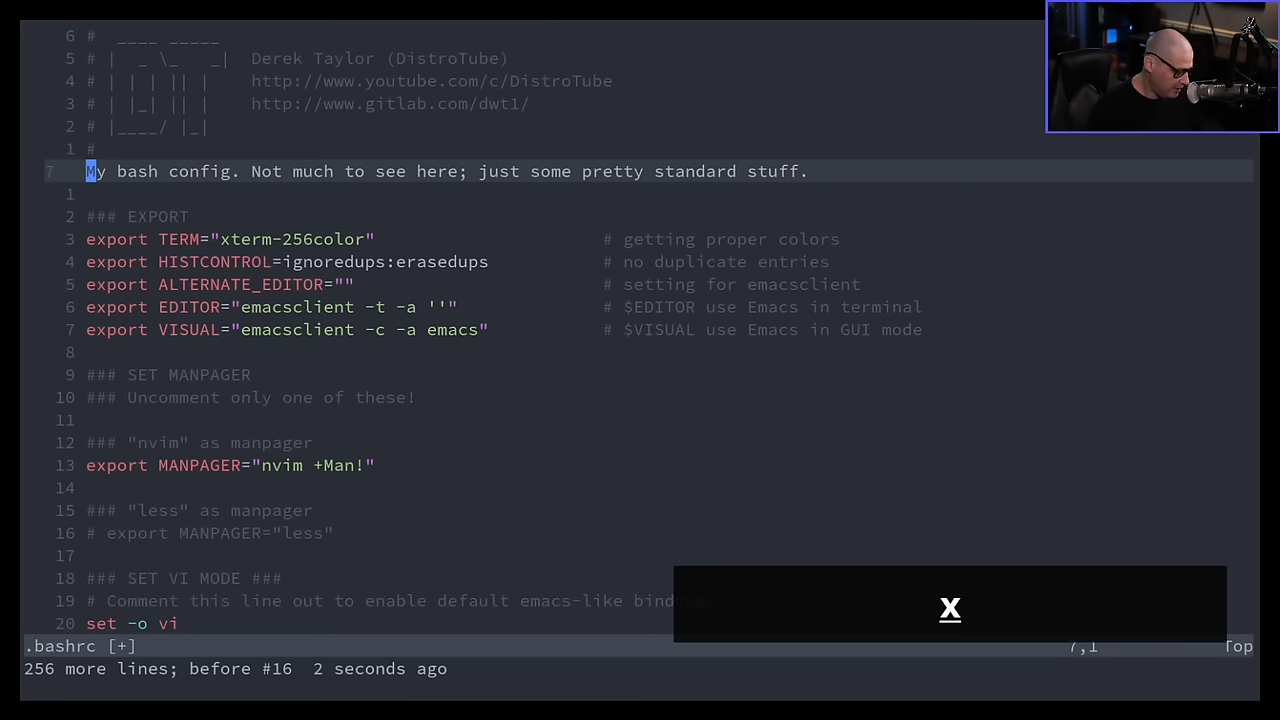 6 #  ____ _____
5 # |  _ \_   _|  Derek Taylor (DistroTube)
4 # | | | || |    http://www.youtube.com/c/DistroTube
3 # | |_| || |    http://www.gitlab.com/dwt1/
2 # |____/ |_|
1 #
7 My bash config. Not much to see here; just some pretty standard stuff.
1
2 ### EXPORT
3 export TERM="xterm-256color" # getting proper colors
4 export HISTCONTROL=ignoredups:erasedups # no duplicate entries
5 export ALTERNATE_EDITOR="" # setting for emacsclient
6 export EDITOR="emacsclient -t -a ''" # $EDITOR use Emacs in terminal
7 export VISUAL="emacsclient -c -a emacs" # $VISUAL use Emacs in GUI mode
8
9 ### SET MANPAGER
10 ### Uncomment only one of these!
11
12 ### "nvim" as manpager
13 export MANPAGER="nvim +Man!"
14
15 ### "less" as manpager
16 # export MANPAGER="less"
17
18 ### SET VI MODE ###
19 # Comment this line out to enable default emacs-like
20 set -o vi
x
.bashrc [+] 7,1 Top
256 more lines; before #16  2 seconds ago